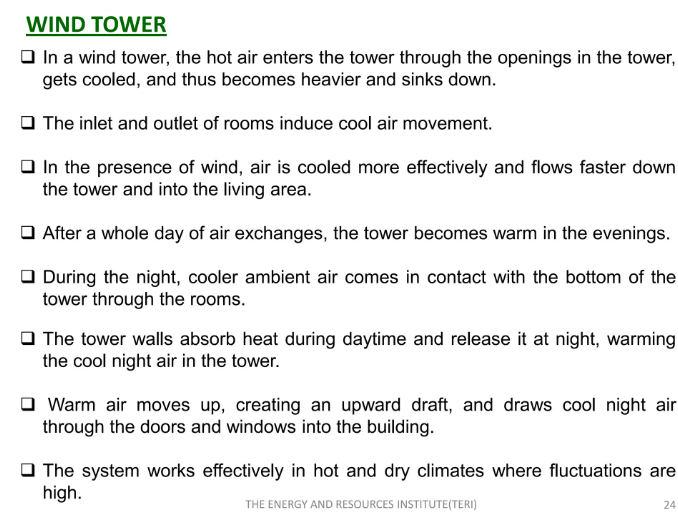 WIND TOWER
❑ In a wind tower, the hot air enters the tower through the openings in the tower,
gets cooled, and thus becomes heavier and sinks down.
❑ The inlet and outlet of rooms induce cool air movement.
❑ In the presence of wind, air is cooled more effectively and flows faster down
the tower and into the living area.
❑ After a whole day of air exchanges, the tower becomes warm in the evenings.
❑ During the night, cooler ambient air comes in contact with the bottom of the
tower through the rooms.
❑ The tower walls absorb heat during daytime and release it at night, warming
the cool night air in the tower.
❑ Warm air moves up, creating an upward draft, and draws cool night air
through the doors and windows into the building.
❑ The system works effectively in hot and dry climates where fluctuations are
high.
THE ENERGY AND RESOURCES INSTITUTE(TERI)
24